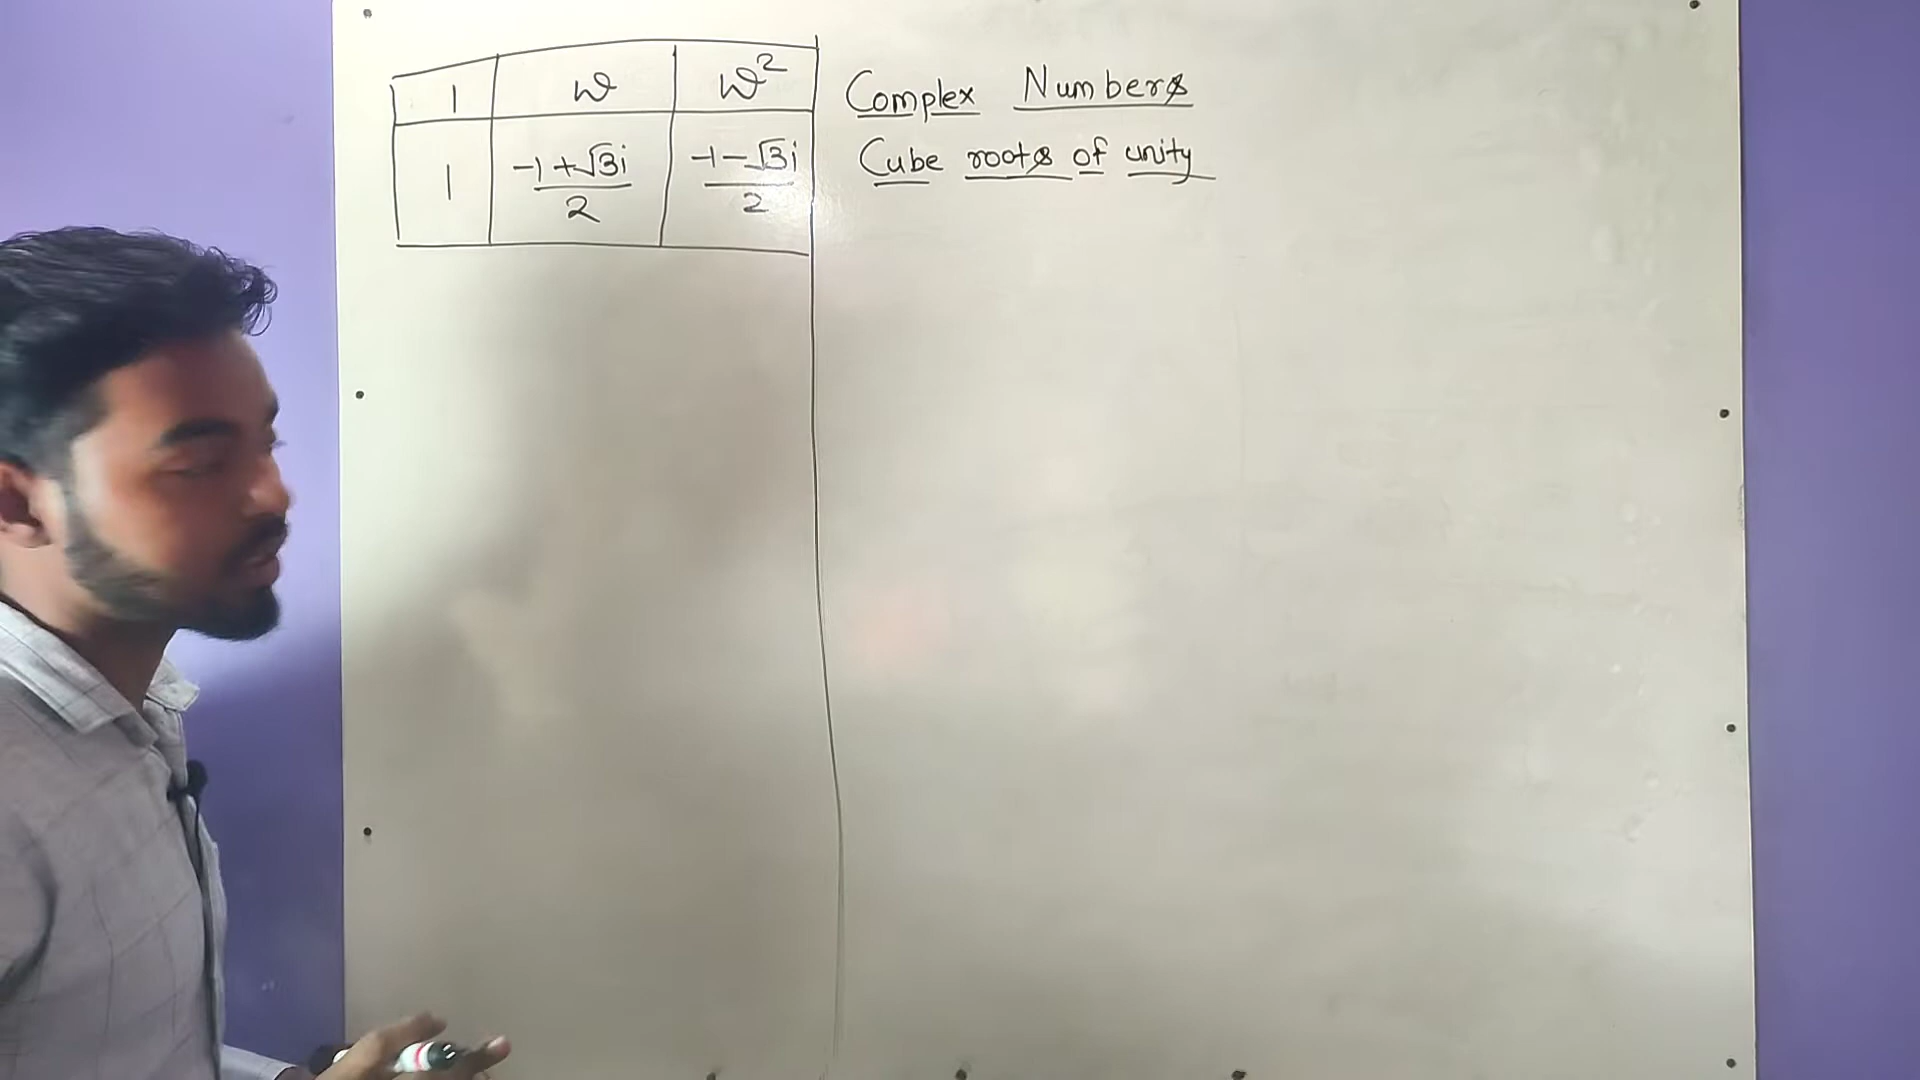 1 ω ω²
1 -1+√3i/2 -1-√3i/2
Complex Numbers
Cube roots of unity